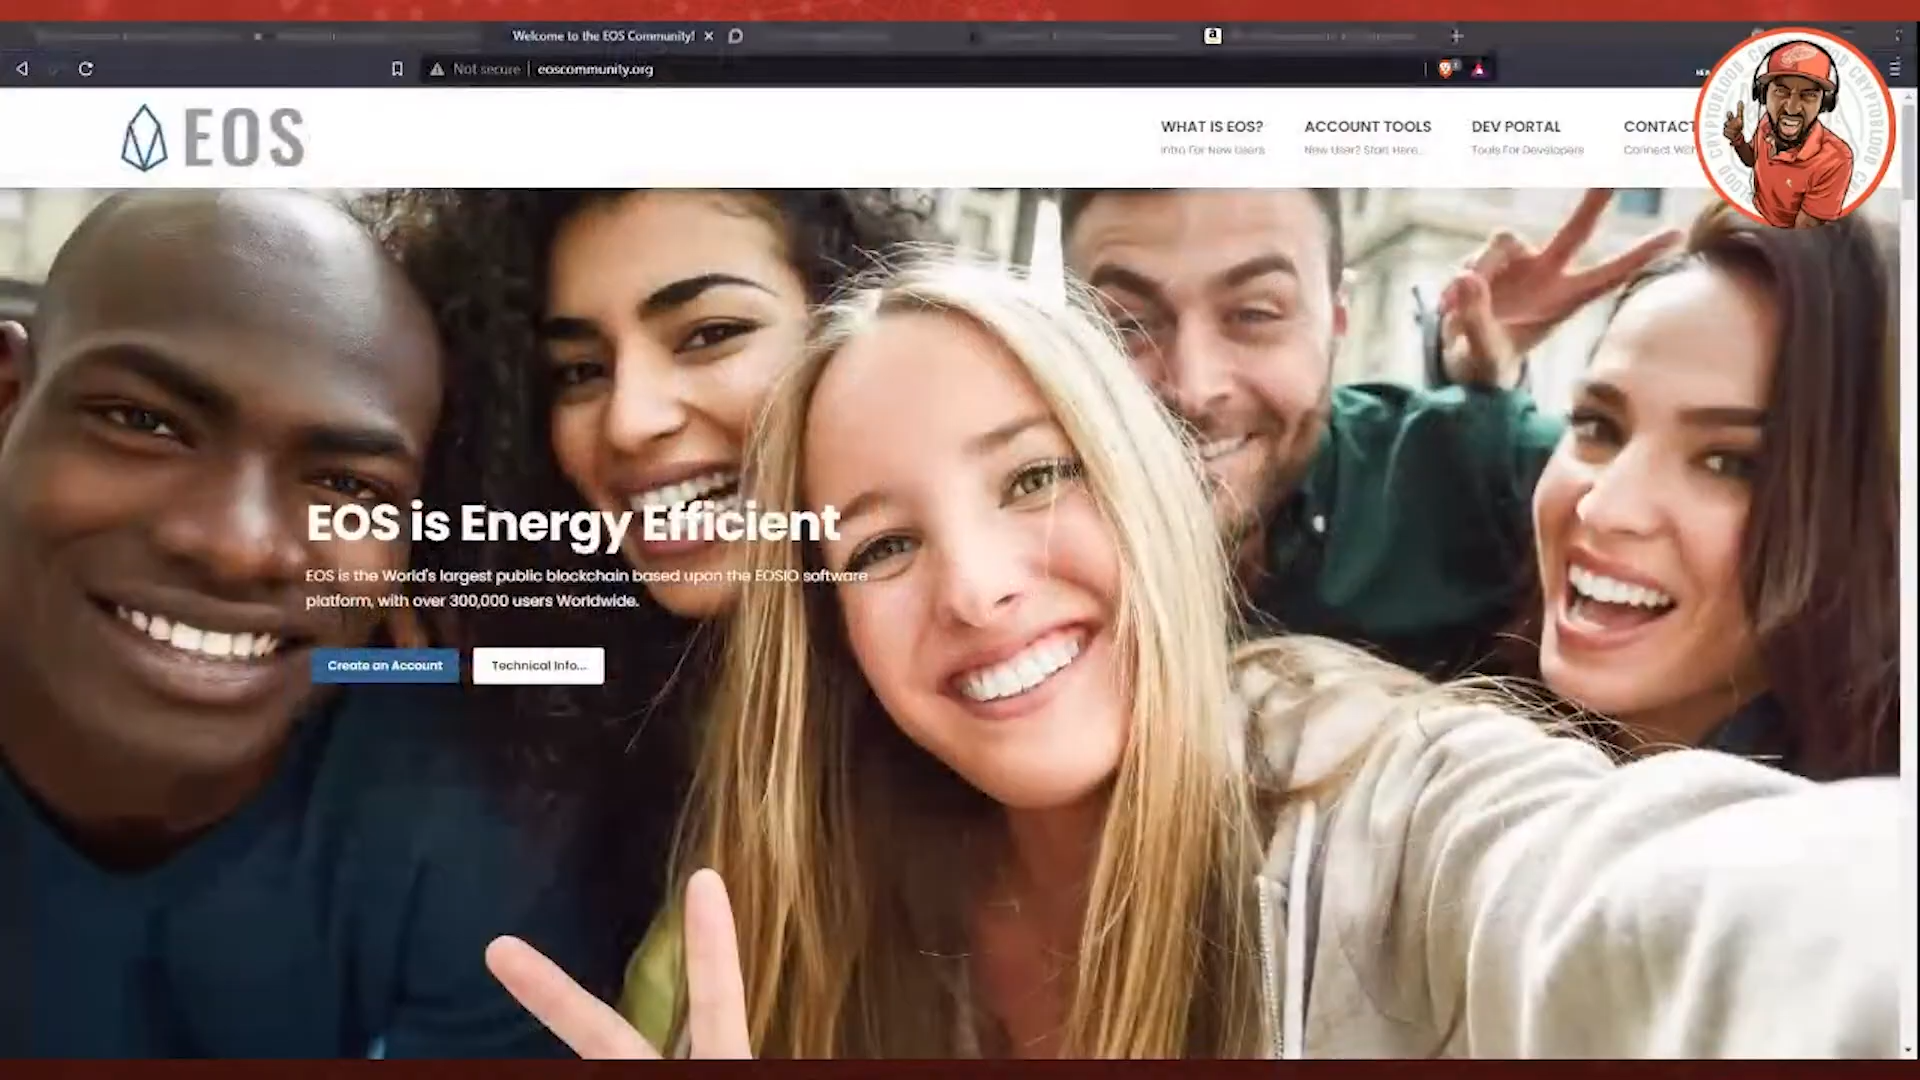 Welcome to the EOS Community!
Not secure
eoscommunity.org
EOS
WHAT IS EOS?
Intro For New Users
ACCOUNT TOOLS
New User? Start Here...
DEV PORTAL
Tools For Developers
CONTACT
Connect With
CRYPTOBLOOD
EOS is Energy Efficient
EOS is the World's largest public blockchain based upon the EOSIO software
platform, with over 300,000 users Worldwide.
Create an Account
Technical Info...